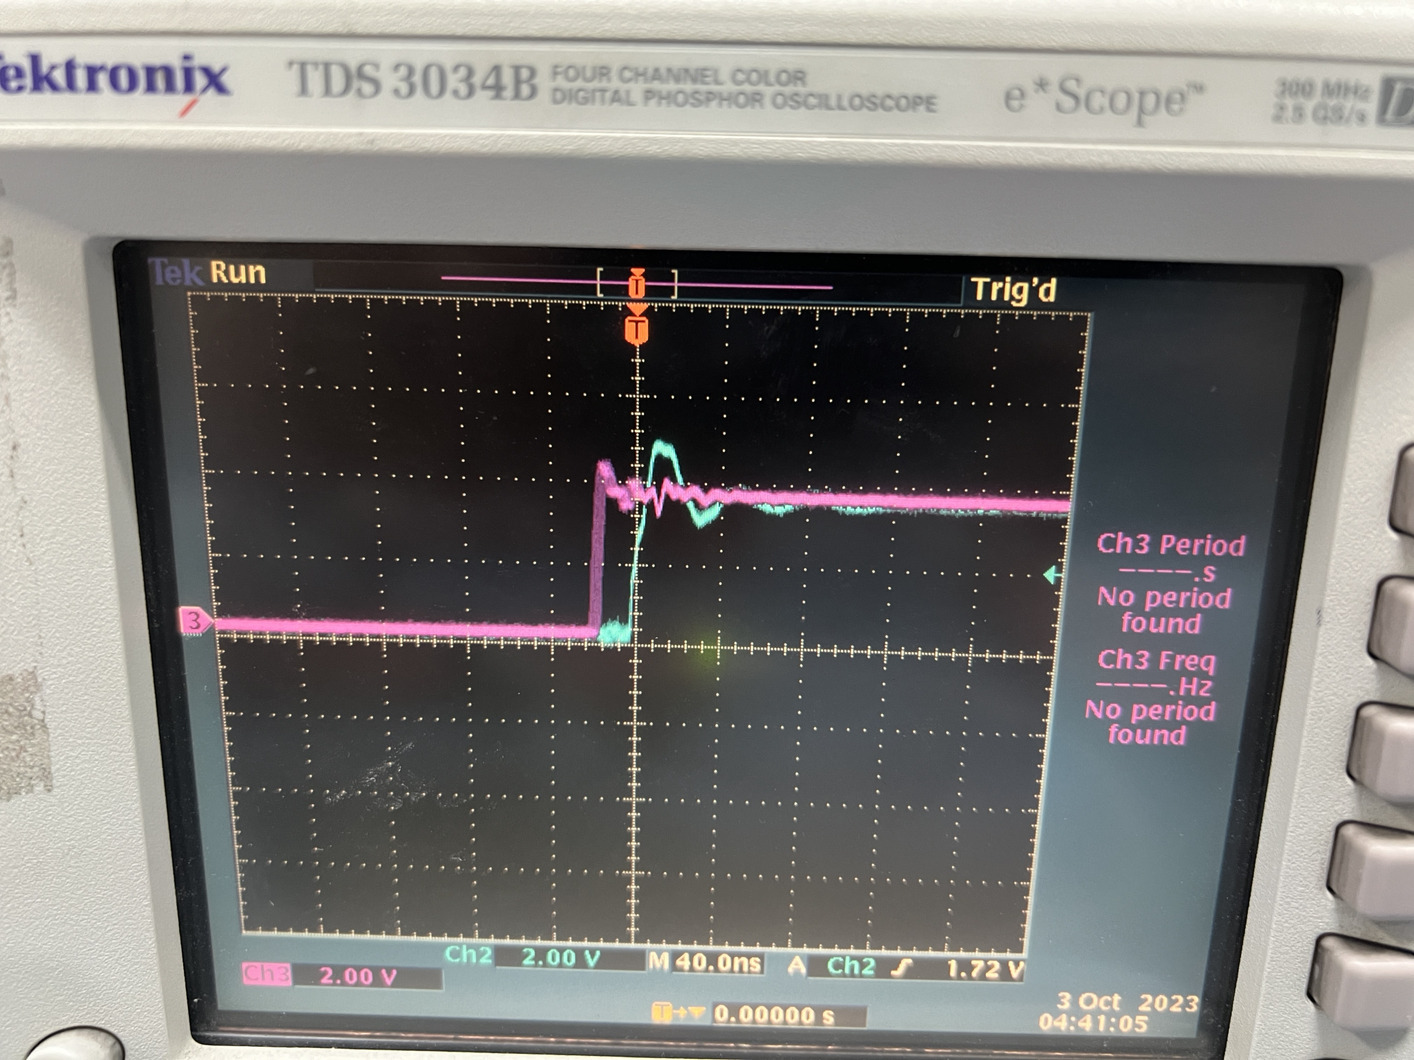 Tektronix TDS 3034B FOUR CHANNEL COLOR DIGITAL PHOSPHOR OSCILLOSCOPE e*Scope™ 300 MHz 2.5 GS/s
Tek Run Trig'd
T
T
3
Ch3 Period
----.s
No period
found
Ch3 Freq
----.Hz
No period
found
Ch3 2.00 V Ch2 2.00 V M 40.0ns A Ch2 1.72 V
T 0.00000 s
3 Oct 2023
04:41:05